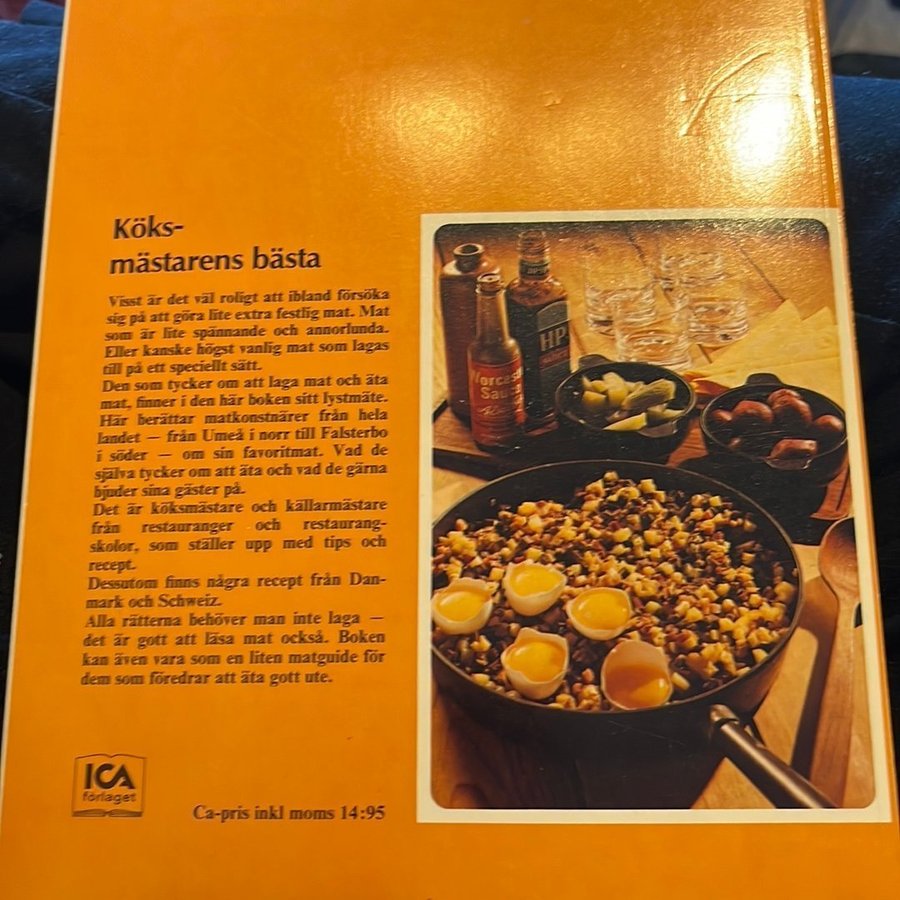 Köks-
mästarens bästa
Visst är det väl roligt att ibland försöka
sig på att göra lite extra festlig mat. Mat
som är lite spännande och annorlunda.
Eller kanske högst vanlig mat som lagas
till på ett speciellt sätt.
Den som tycker om att laga mat och äta
mat, finner i den här boken sitt lystmäte.
Här berättar matkonstnärer från hela
landet — från Umeå i norr till Falsterbo
i söder — om sin favoritmat. Vad de
själva tycker om att äta och vad de gärna
bjuder sina gäster på.
Det är köksmästare och källarmästare
från restauranger och restaurang-
skolor, som ställer upp med tips och
recept.
Dessutom finns några recept från Dan-
mark och Schweiz.
Alla rätterna behöver man inte laga —
det är gott att läsa mat också. Boken
kan även vara som en liten matguide för
dem som föredrar att äta gott ute.
ICA
förlaget
Ca-pris inkl moms 14:95
HP
Sauce